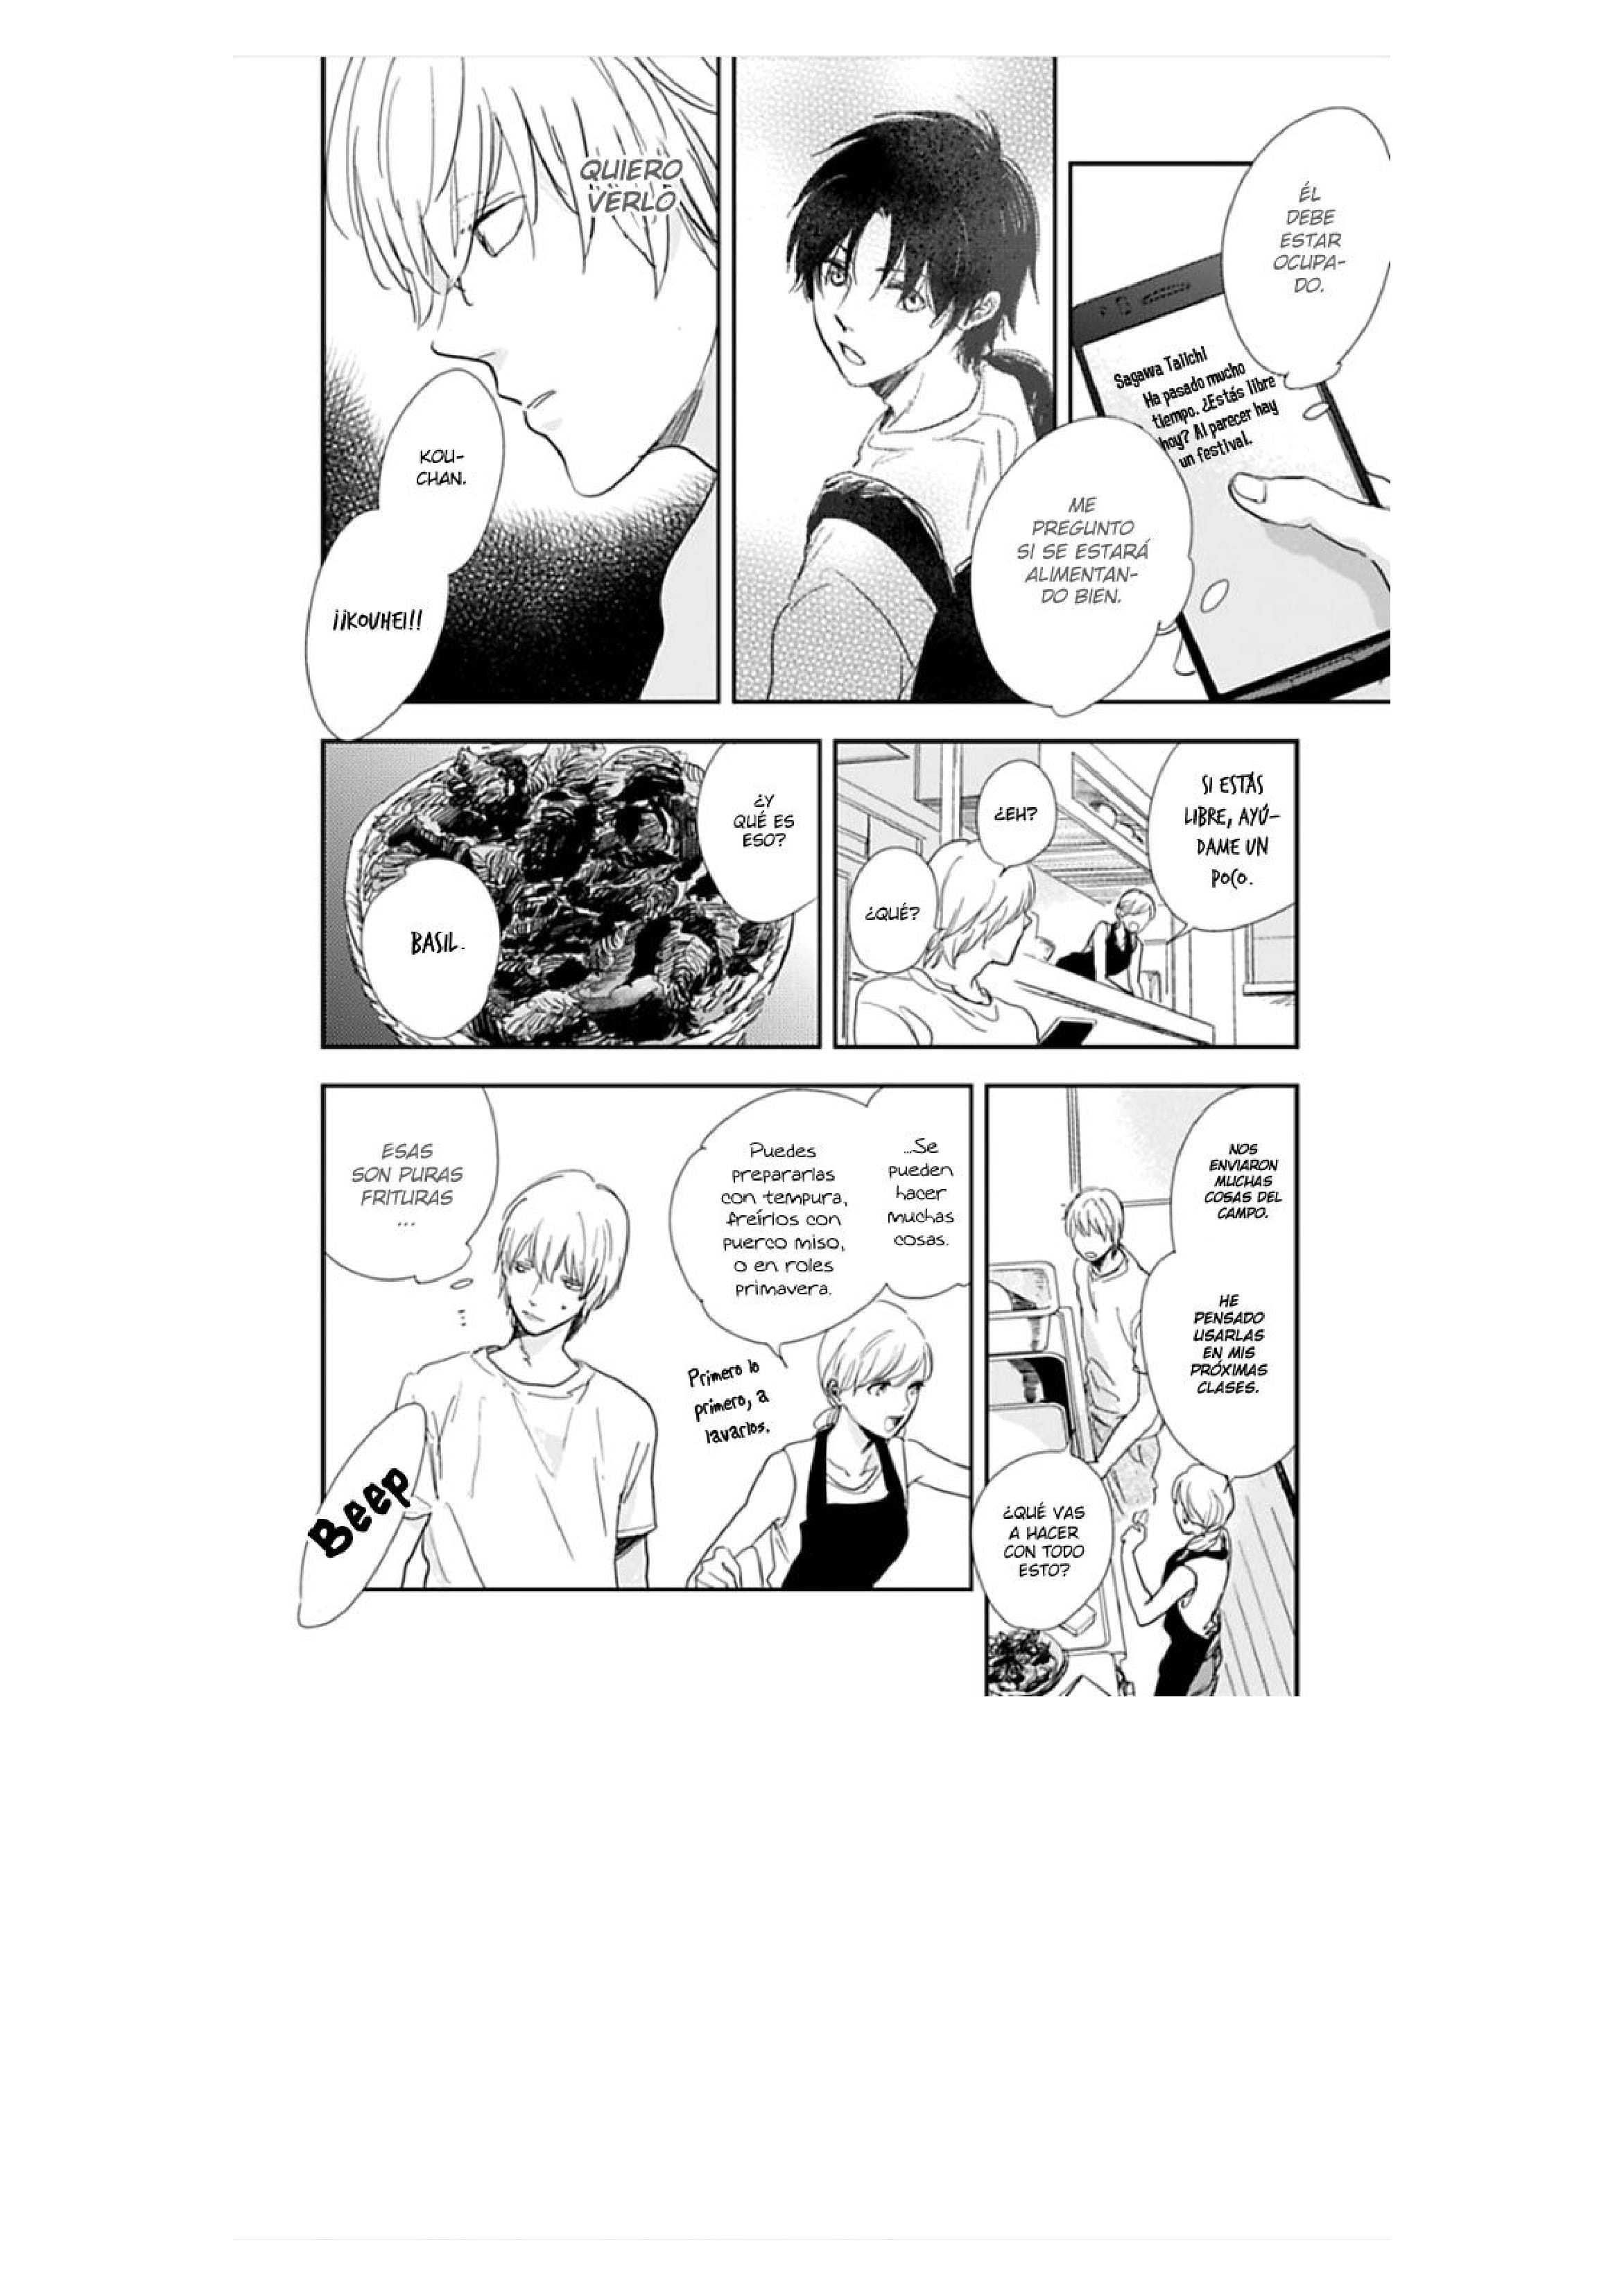 ÉL
DEBE
ESTAR
OCUPA-
DO.
Sagawa Taiichi
Ha pasado mucho
tiempo. ¿Estás libre
hoy? Al parecer hay
un festival.
ME
PREGUNTO
SI SE ESTARÁ
ALIMENTAN-
DO BIEN.
QUIERO
VERLO
KOU-
CHAN.
¡¡KOUHEI!!
SI ESTÁS
LIBRE, AYÚ-
DAME UN
POCO.
¿EH?
¿QUÉ?
¿Y
QUÉ ES
ESO?
BASIL.
NOS
ENVIARON
MUCHAS
COSAS DEL
CAMPO.
HE
PENSADO
USARLAS
EN MIS
PRÓXIMAS
CLASES.
¿QUÉ VAS
A HACER
CON TODO
ESTO?
...Se
pueden
hacer
muchas
cosas.
Puedes
prepararlas
con tempura,
freírlos con
puerco miso,
o en roles
primavera.
Primero lo
primero, a
lavarlos.
ESAS
SON PURAS
FRITURAS
...
Beep